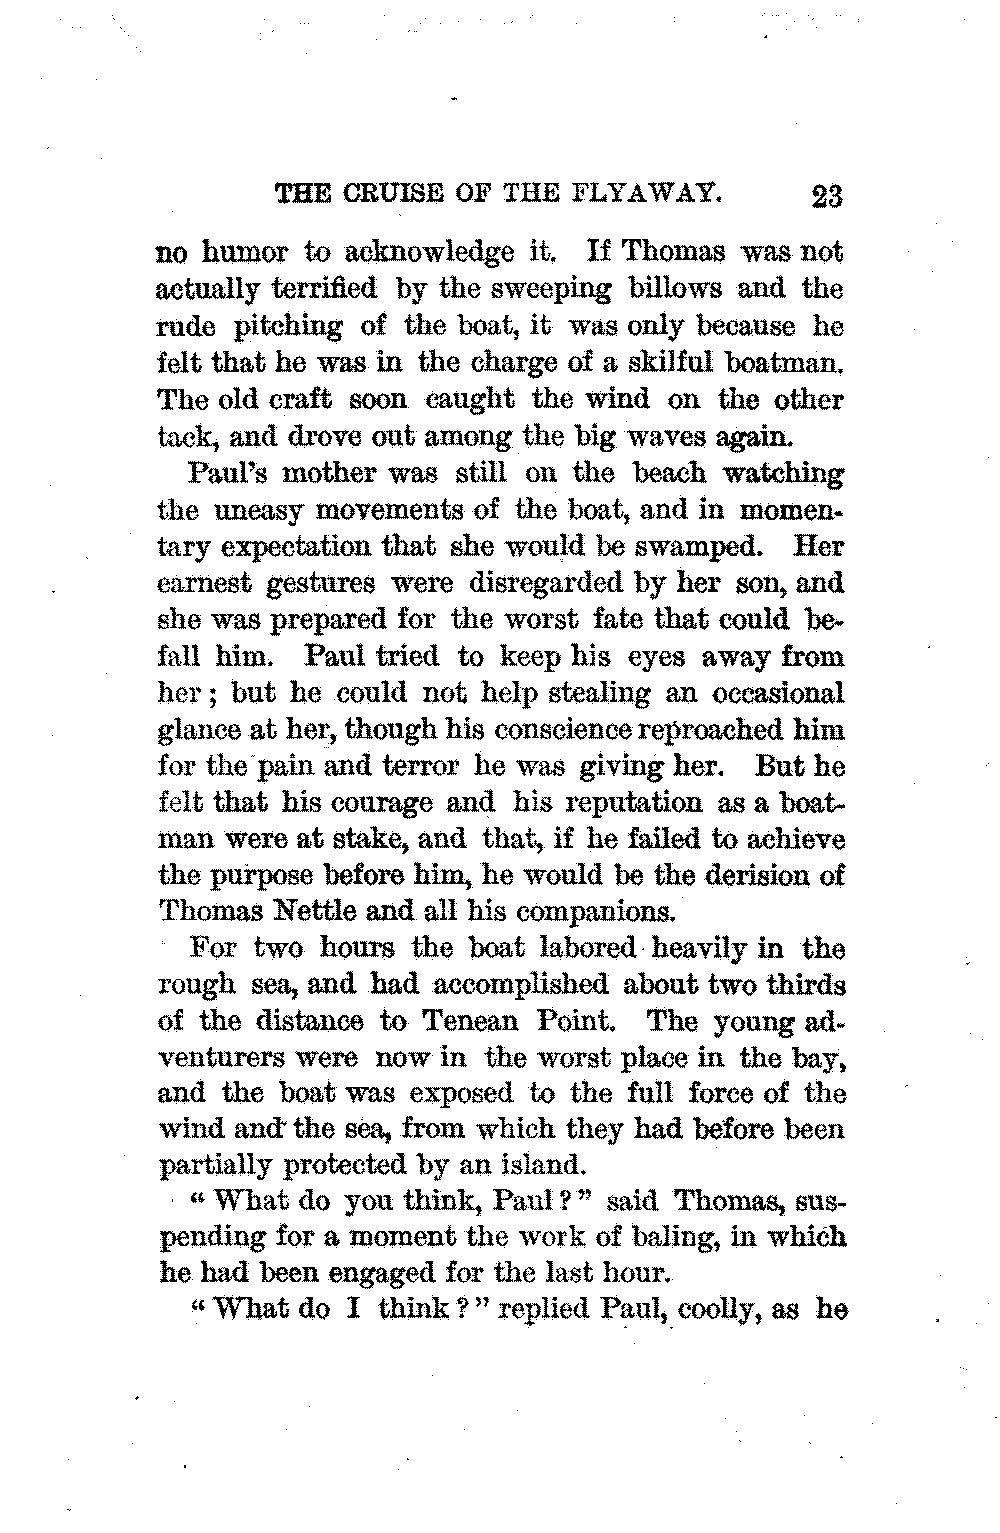 THE CRUISE OF THE FLYAWAY. 23
no humor to acknowledge it. If Thomas was not
actually terrified by the sweeping billows and the
rude pitching of the boat, it was only because he
felt that he was in the charge of a skilful boatman.
The old craft soon caught the wind on the other
tack, and drove out among the big waves again.
Paul's mother was still on the beach watching
the uneasy movements of the boat, and in momen-
tary expectation that she would be swamped. Her
earnest gestures were disregarded by her son, and
she was prepared for the worst fate that could be-
fall him. Paul tried to keep his eyes away from
her; but he could not help stealing an occasional
glance at her, though his conscience reproached him
for the pain and terror he was giving her. But he
felt that his courage and his reputation as a boat-
man were at stake, and that, if he failed to achieve
the purpose before him, he would be the derision of
Thomas Nettle and all his companions.
For two hours the boat labored heavily in the
rough sea, and had accomplished about two thirds
of the distance to Tenean Point. The young ad-
venturers were now in the worst place in the bay,
and the boat was exposed to the full force of the
wind and the sea, from which they had before been
partially protected by an island.
"What do you think, Paul?" said Thomas, sus-
pending for a moment the work of baling, in which
he had been engaged for the last hour.
"What do I think?" replied Paul, coolly, as he